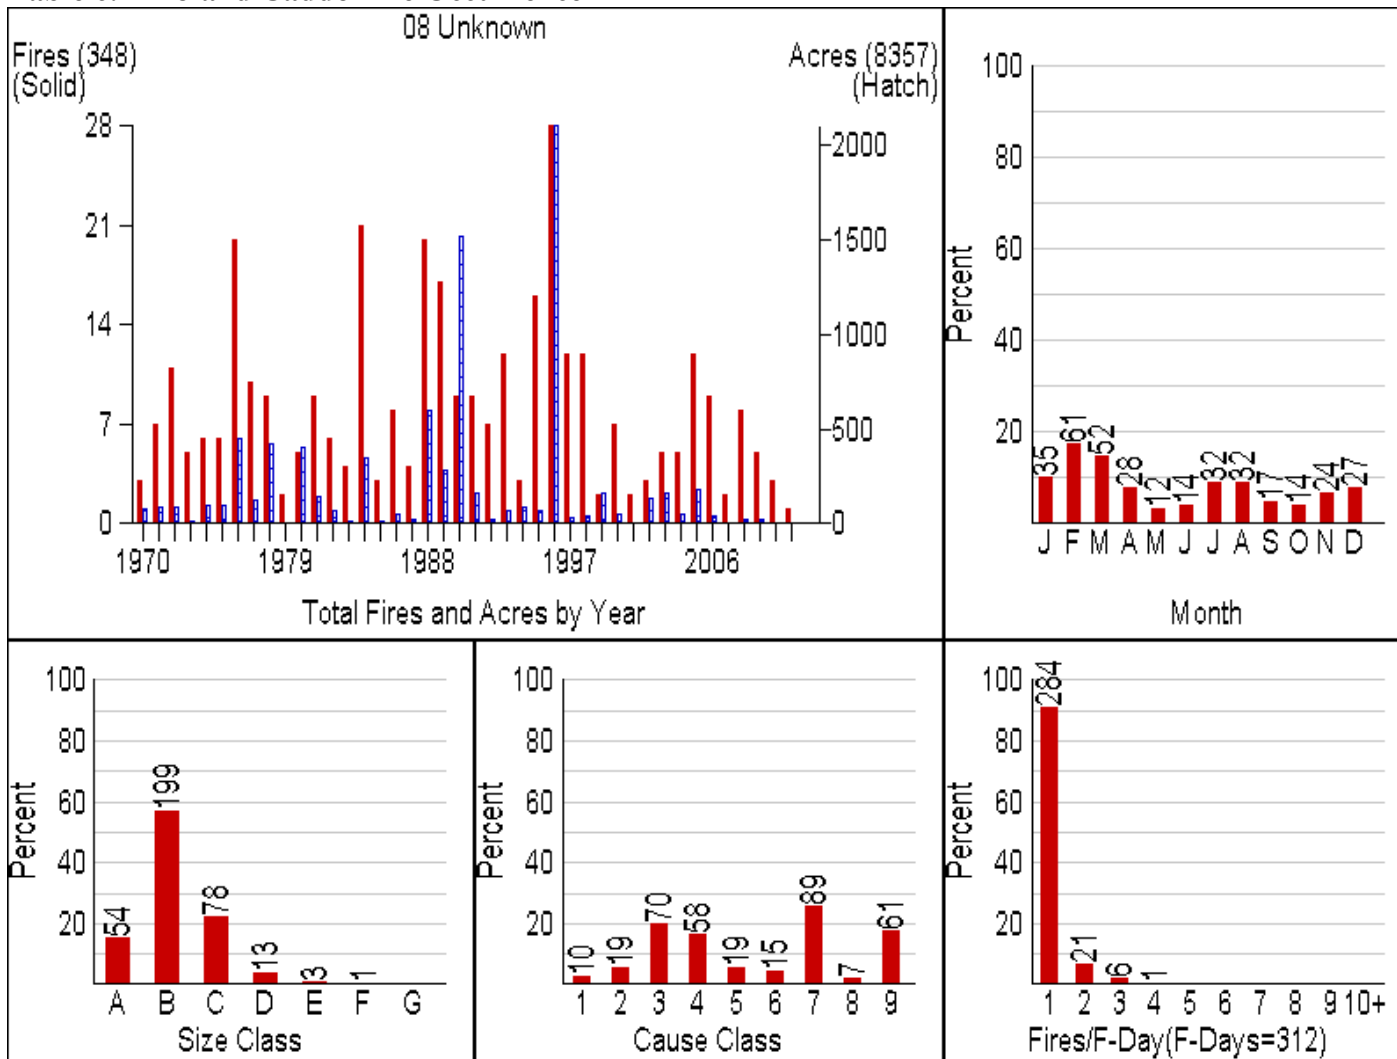 08 Unknown
Fires (348)
(Solid)
Acres (8357)
(Hatch)
28
21
14
7
0
2000
1500
1000
500
0
1970 1979 1988 1997 2006
Total Fires and Acres by Year
100
80
60
40
20
Percent
35 61 52 28 12 14 32 32 17 14 24 27
J F M A M J J A S O N D
Month
100
80
60
40
20
Percent
54 199 78 13 3 1
A B C D E F G
Size Class
100
80
60
40
20
Percent
10 19 70 58 19 15 89 7 61
1 2 3 4 5 6 7 8 9
Cause Class
100
80
60
40
20
Percent
284 21 6 1
1 2 3 4 5 6 7 8 9 10+
Fires/F-Day(F-Days=312)